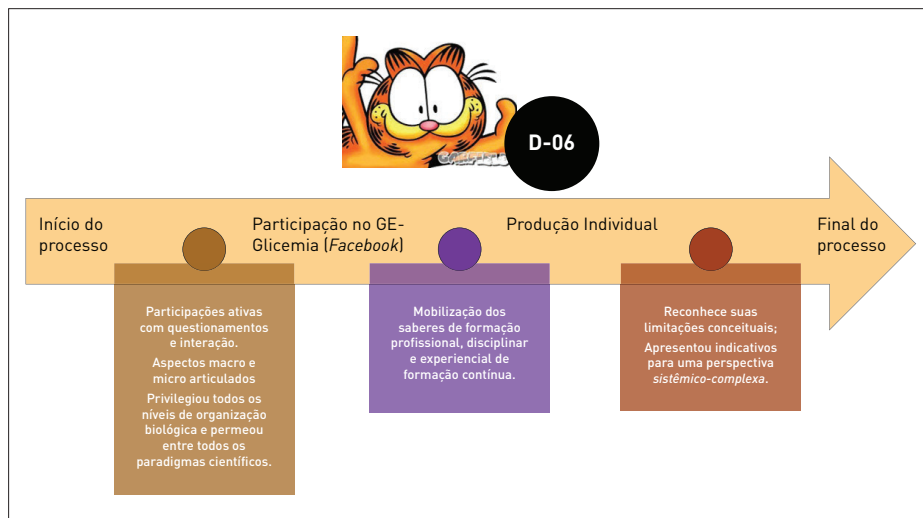 GARFIELD
D-06
Início do
processo
Participação no GE-
Glicemia (Facebook)
Produção Individual
Final do
processo
Participações ativas
com questionamentos
e interação.
Aspectos macro e
micro articulados
Privilegiou todos os
níveis de organização
biológica e permeou
entre todos os
paradigmas científicos.
Mobilização dos
saberes de formação
profissional, disciplinar
e experiencial de
formação contínua.
Reconhece suas
limitações conceituais;
Apresentou indicativos
para uma perspectiva
sistêmico-complexa.